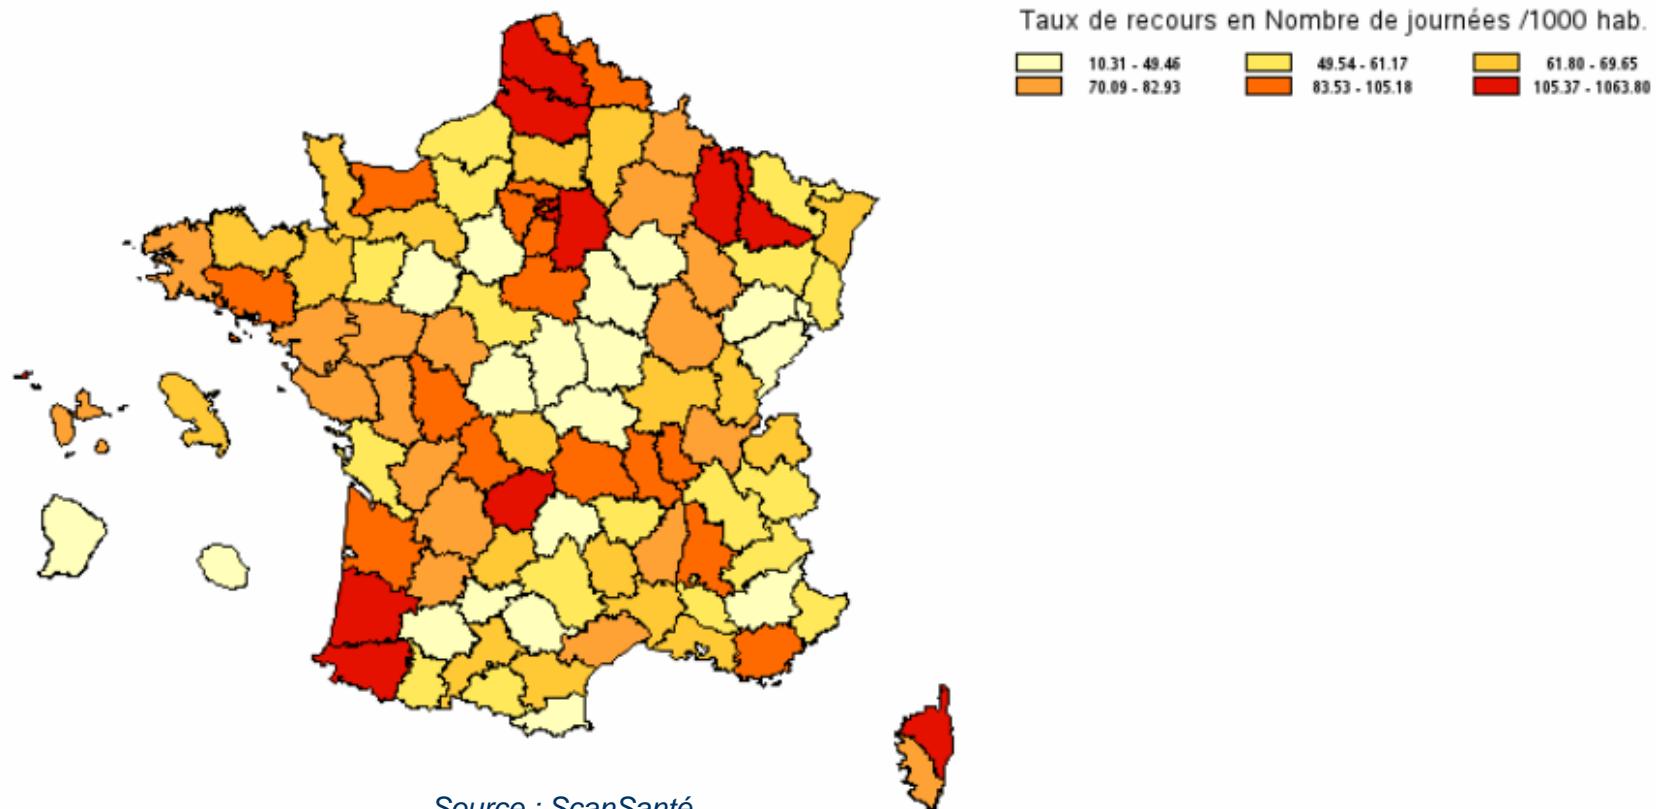 Taux de recours en Nombre de journées /1000 hab.
10.31 - 49.46 49.54 - 61.17 61.80 - 69.65
70.09 - 82.93 83.53 - 105.18 105.37 - 1063.80
Source : ScanSanté